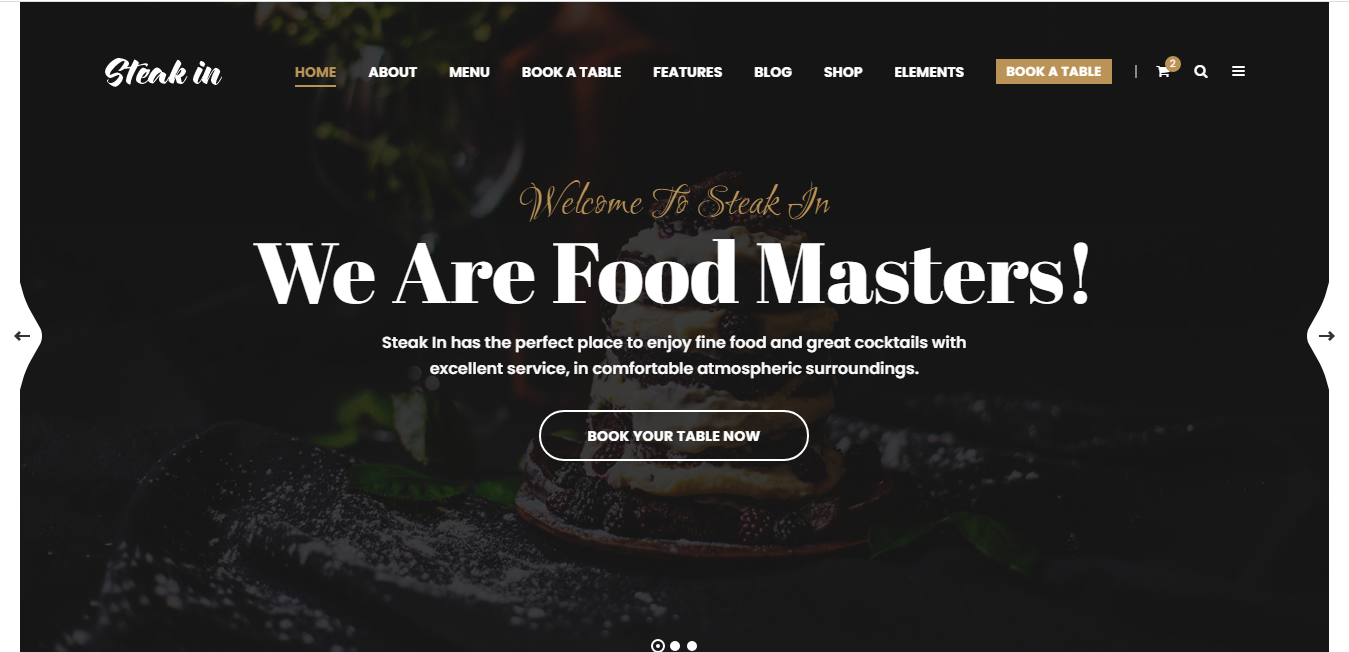 Steak in
HOME ABOUT MENU BOOK A TABLE FEATURES BLOG SHOP ELEMENTS BOOK A TABLE 2
Welcome To Steak In
We Are Food Masters!
Steak In has the perfect place to enjoy fine food and great cocktails with
excellent service, in comfortable atmospheric surroundings.
BOOK YOUR TABLE NOW